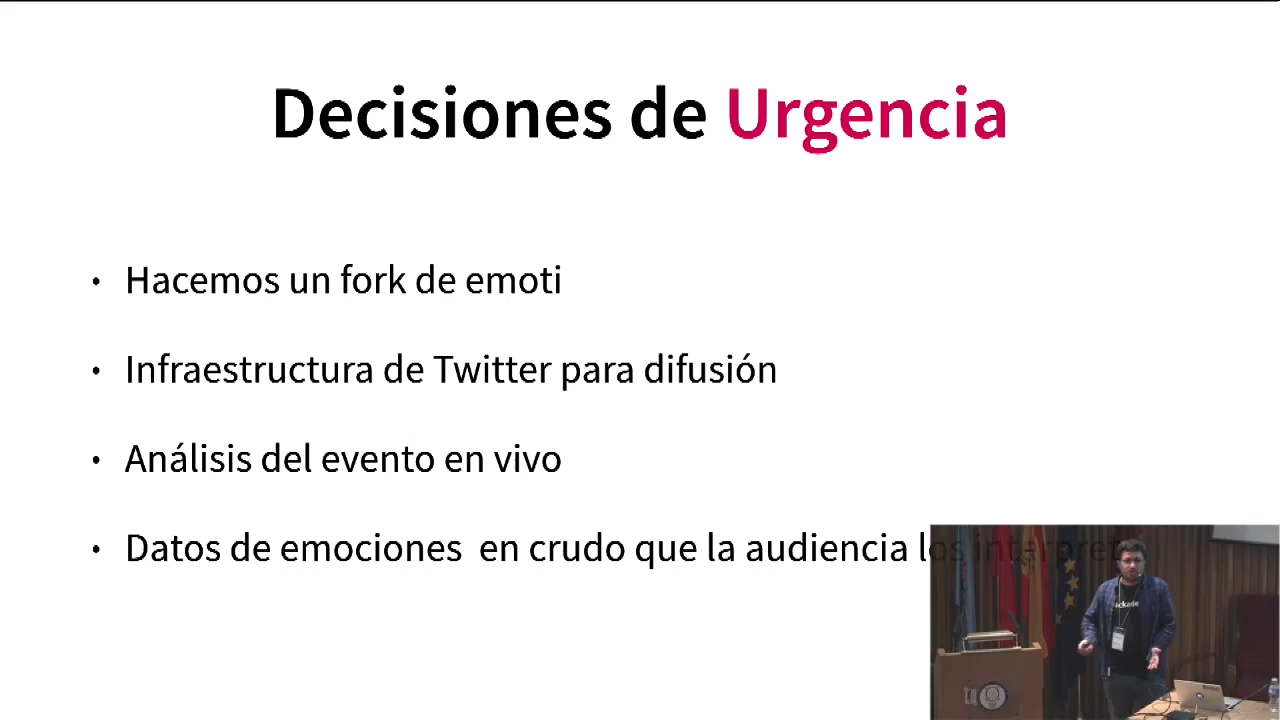 Decisiones de Urgencia
• Hacemos un fork de emoti
• Infraestructura de Twitter para difusión
• Análisis del evento en vivo
• Datos de emociones en crudo que la audiencia los